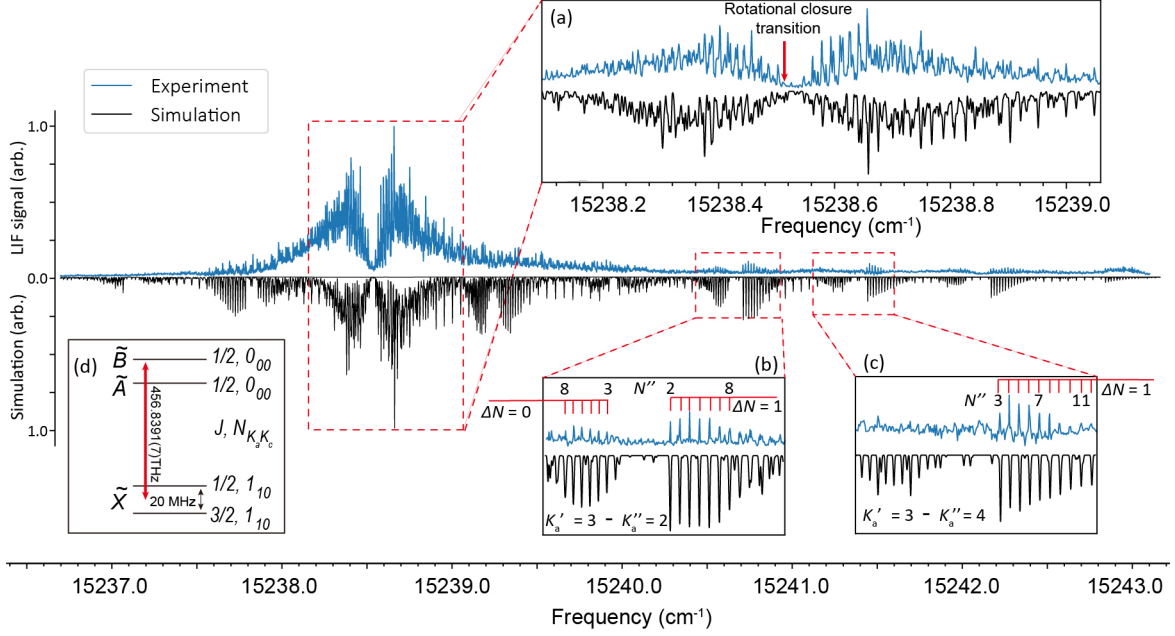 (a)
Rotational closure
transition
Experiment
Simulation
LIF signal (arb.)
Simulation (arb.)
1.0
0.0
1.0
15238.2 15238.4 15238.6 15238.8 15239.0
Frequency (cm⁻¹)
(d)
B̃ 1/2, 0₀₀
Ã 1/2, 0₀₀
456.8391(7)THz
J, N_{KₐK_c}
X̃ 1/2, 1₁₀
20 MHz
3/2, 1₁₀
(b)
8 3 N'' 2 8
ΔN = 0 ΔN = 1
Kₐ' = 3 - Kₐ'' = 2
(c)
N'' 3 7 11
ΔN = 1
Kₐ' = 3 - Kₐ'' = 4
15237.0 15238.0 15239.0 15240.0 15241.0 15242.0 15243.0
Frequency (cm⁻¹)